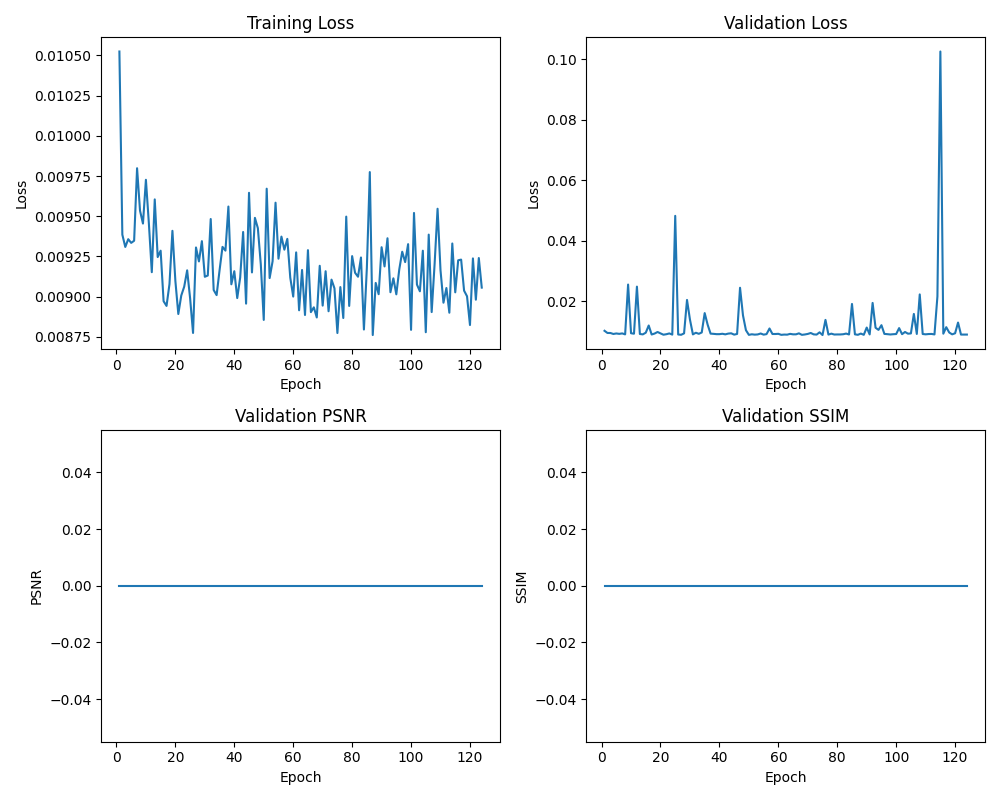 Training Loss
Validation Loss
0.01050
0.01025
0.01000
0.00975
0.00950
0.00925
0.00900
0.00875
Loss
0 20 40 60 80 100 120
Epoch
0.10
0.08
0.06
0.04
0.02
Loss
0 20 40 60 80 100 120
Epoch
Validation PSNR
Validation SSIM
0.04
0.02
0.00
−0.02
−0.04
PSNR
0 20 40 60 80 100 120
Epoch
0.04
0.02
0.00
−0.02
−0.04
SSIM
0 20 40 60 80 100 120
Epoch